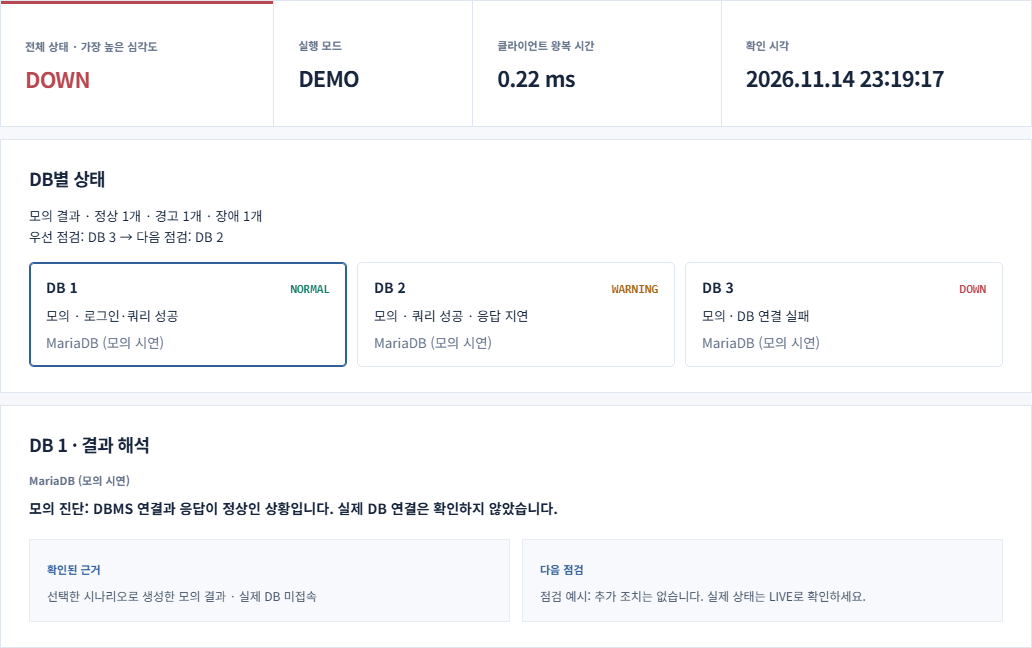 전체 상태 · 가장 높은 심각도
DOWN
실행 모드
DEMO
클라이언트 왕복 시간
0.22 ms
확인 시각
2026.11.14 23:19:17
DB별 상태
모의 결과 · 정상 1개 · 경고 1개 · 장애 1개
우선 점검: DB 3 → 다음 점검: DB 2
DB 1
NORMAL
모의 · 로그인·쿼리 성공
MariaDB (모의 시연)
DB 2
WARNING
모의 · 쿼리 성공 · 응답 지연
MariaDB (모의 시연)
DB 3
DOWN
모의 · DB 연결 실패
MariaDB (모의 시연)
DB 1 · 결과 해석
MariaDB (모의 시연)
모의 진단: DBMS 연결과 응답이 정상인 상황입니다. 실제 DB 연결은 확인하지 않았습니다.
확인된 근거
선택한 시나리오로 생성한 모의 결과 · 실제 DB 미접속
다음 점검
점검 예시: 추가 조치는 없습니다. 실제 상태는 LIVE로 확인하세요.